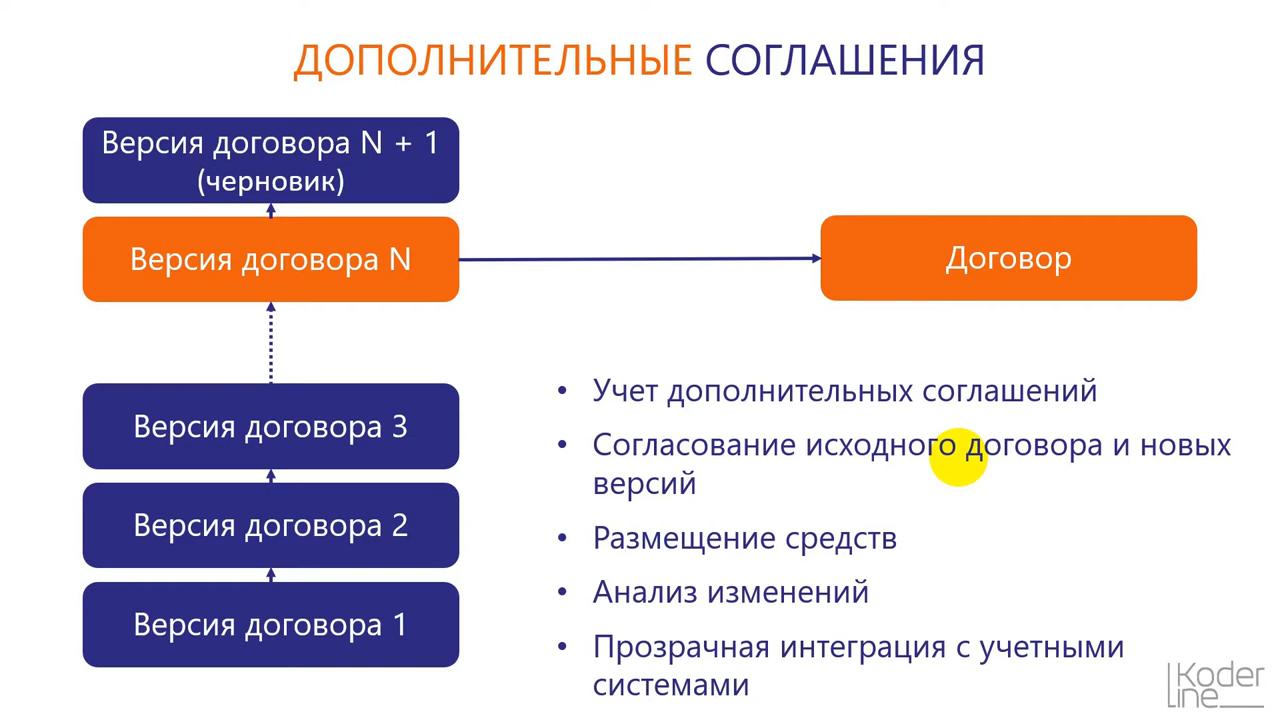 ДОПОЛНИТЕЛЬНЫЕ СОГЛАШЕНИЯ
Версия договора N + 1
(черновик)
Версия договора N
Договор
Версия договора 3
Версия договора 2
Версия договора 1
• Учет дополнительных соглашений
• Согласование исходного договора и новых
версий
• Размещение средств
• Анализ изменений
• Прозрачная интеграция с учетными
системами
Koder
line